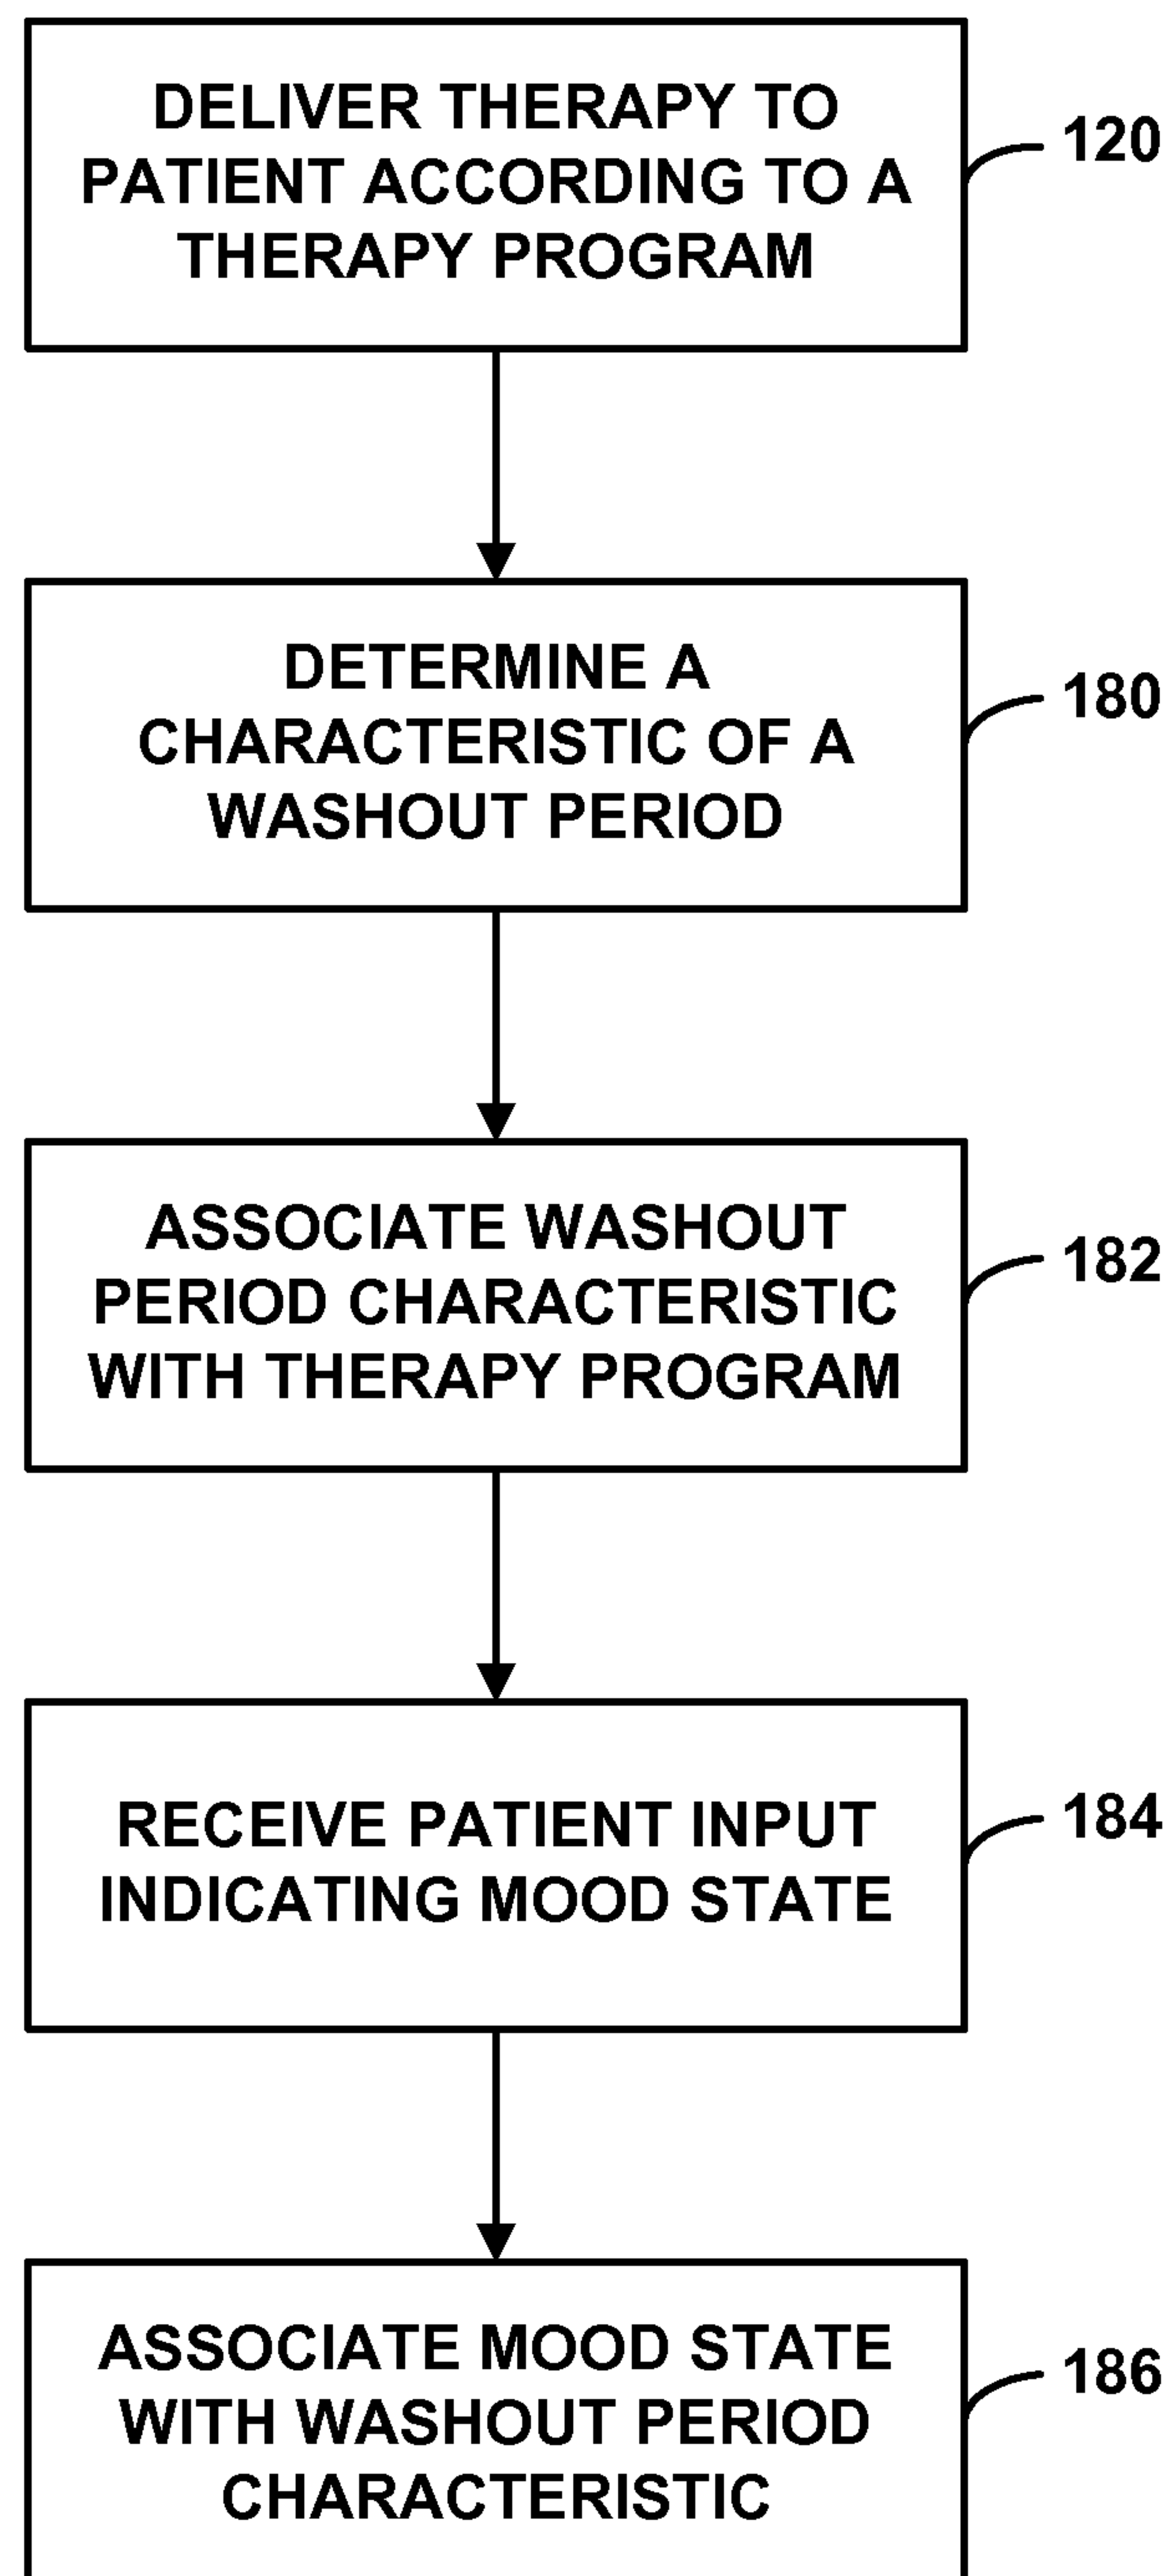 DELIVER THERAPY TO
PATIENT ACCORDING TO A
THERAPY PROGRAM
120
DETERMINE A
CHARACTERISTIC OF A
WASHOUT PERIOD
180
ASSOCIATE WASHOUT
PERIOD CHARACTERISTIC
WITH THERAPY PROGRAM
182
RECEIVE PATIENT INPUT
INDICATING MOOD STATE
184
ASSOCIATE MOOD STATE
WITH WASHOUT PERIOD
CHARACTERISTIC
186